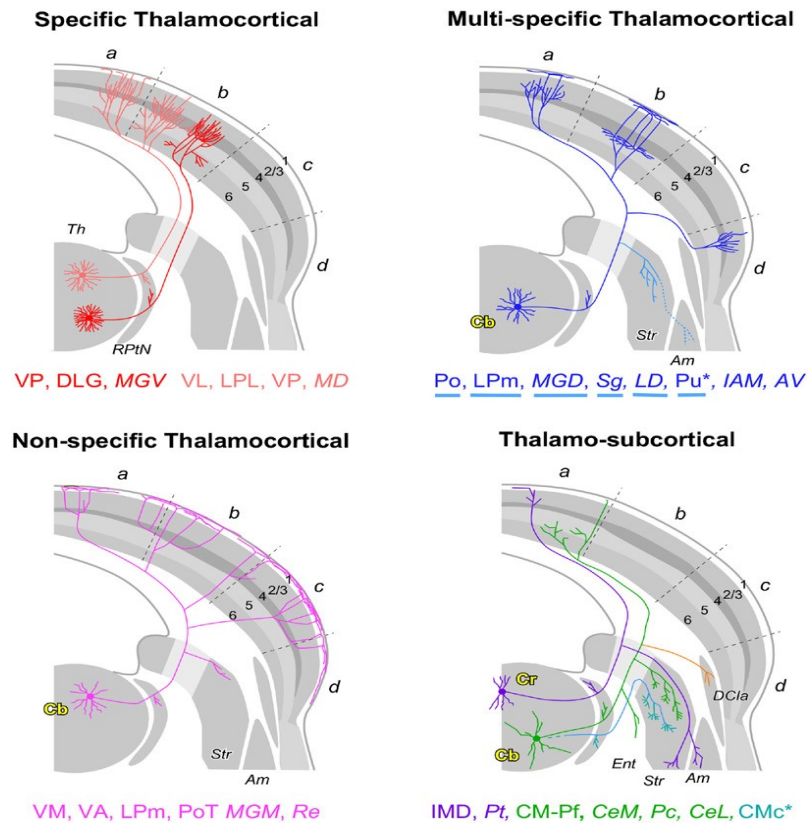 Specific Thalamocortical
a
b
c
d
1
2/3
4
5
6
Th
RPtN
VP, DLG, MGV VL, LPL, VP, MD
Multi-specific Thalamocortical
a
b
c
d
1
2/3
4
5
6
Cb
Str
Am
Po, LPm, MGD, Sg, LD, Pu*, IAM, AV
Non-specific Thalamocortical
a
b
c
d
1
2/3
4
5
6
Cb
Str
Am
VM, VA, LPm, PoT MGM, Re
Thalamo-subcortical
a
b
c
d
1
2/3
4
5
6
Cr
Cb
DCla
Ent
Str
Am
IMD, Pt, CM-Pf, CeM, Pc, CeL, CMc*